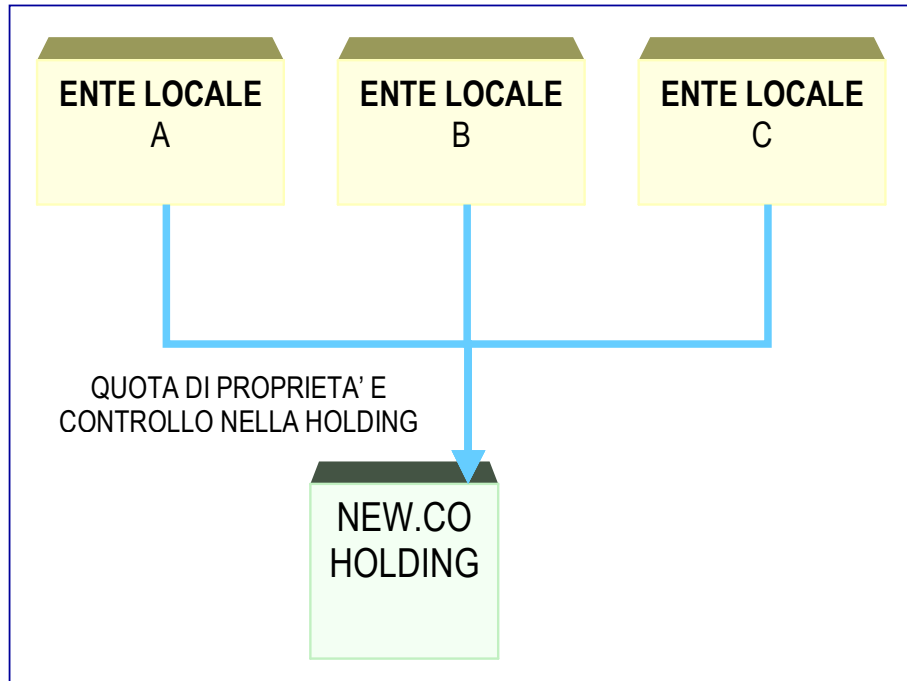 ENTE LOCALE
A
ENTE LOCALE
B
ENTE LOCALE
C
QUOTA DI PROPRIETA’ E
CONTROLLO NELLA HOLDING
NEW.CO
HOLDING